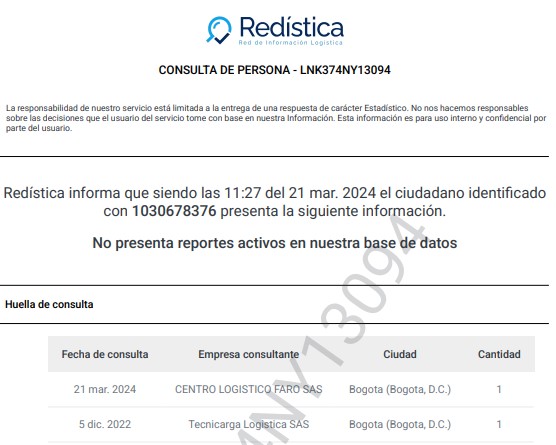 Redística
Red de Información Logística
CONSULTA DE PERSONA - LNK374NY13094
La responsabilidad de nuestro servicio está limitada a la entrega de una respuesta de carácter Estadístico. No nos hacemos responsables
sobre las decisiones que el usuario del servicio tome con base en nuestra Información. Esta información es para uso interno y confidencial por
parte del usuario.
Redística informa que siendo las 11:27 del 21 mar. 2024 el ciudadano identificado
con 1030678376 presenta la siguiente información.
No presenta reportes activos en nuestra base de datos
Huella de consulta
Fecha de consulta Empresa consultante Ciudad Cantidad
21 mar. 2024 CENTRO LOGISTICO FARO SAS Bogota (Bogota, D.C.) 1
5 dic. 2022 Tecnicarga Logistica SAS Bogota (Bogota, D.C.) 1
4NY13094